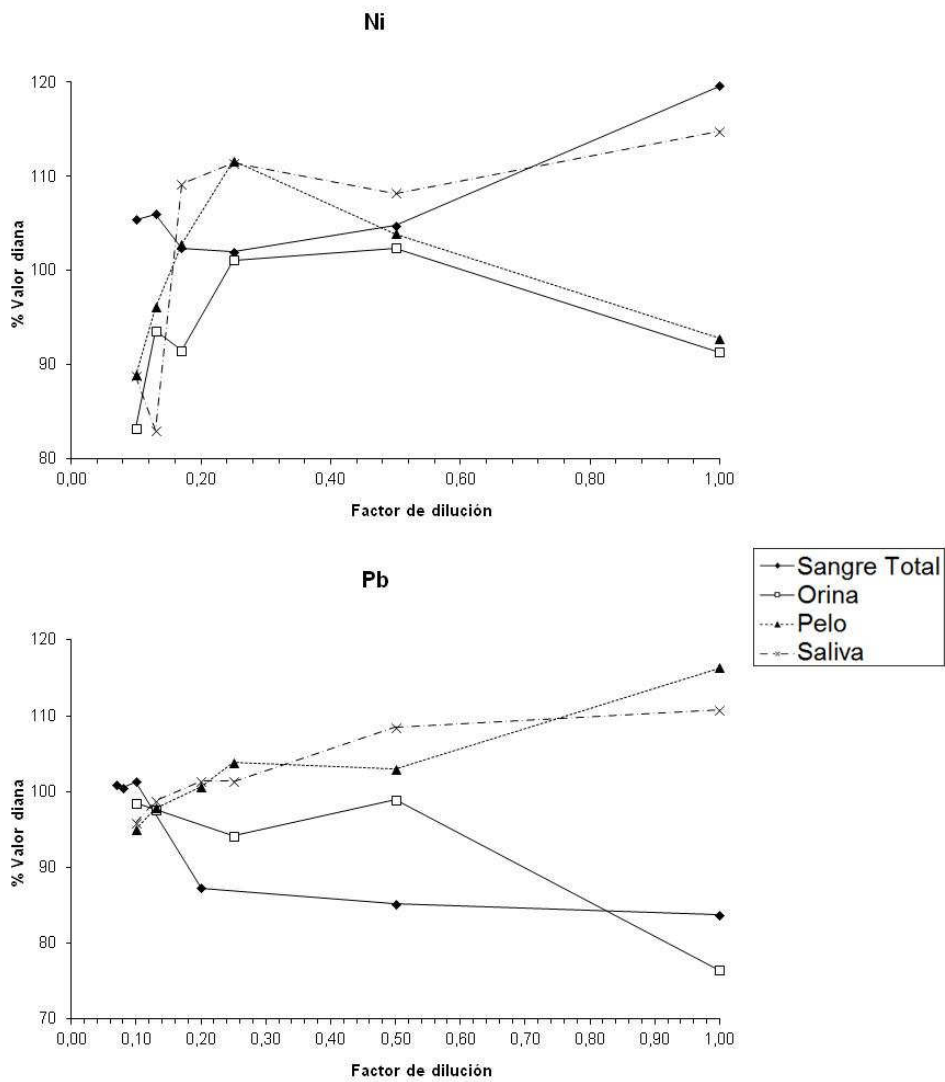 Ni
120
110
100
90
80
% Valor diana
0,00 0,20 0,40 0,60 0,80 1,00
Factor de dilución
Sangre Total
Orina
Pelo
Saliva
Pb
120
110
100
90
80
70
% Valor diana
0,00 0,10 0,20 0,30 0,40 0,50 0,60 0,70 0,80 0,90 1,00
Factor de dilución